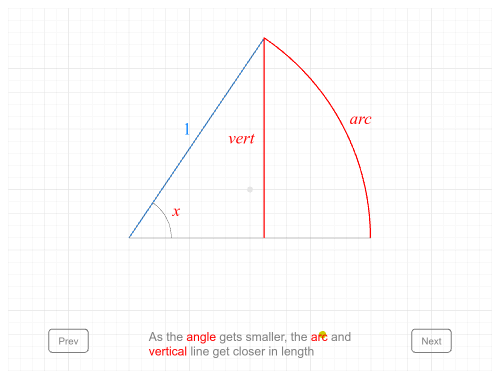 1
vert
arc
x
Prev
As the angle gets smaller, the arc and
vertical line get closer in length
Next